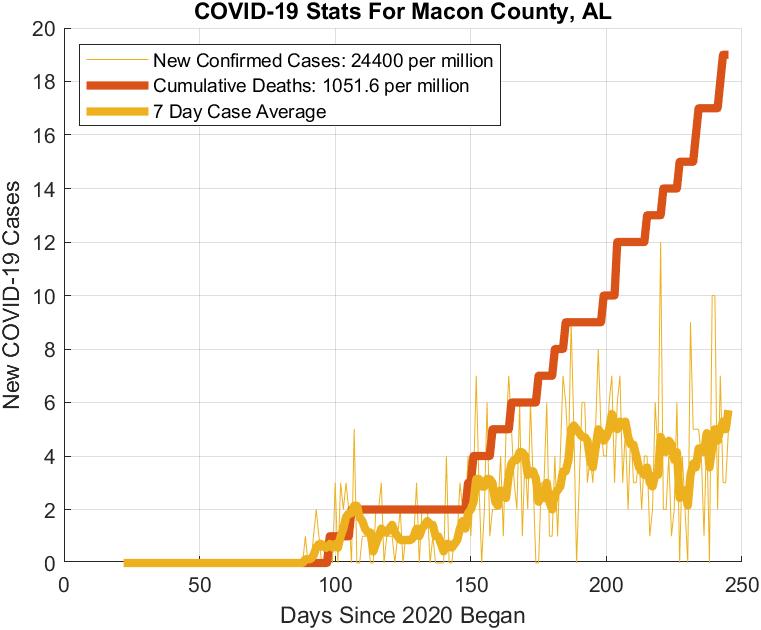 COVID-19 Stats For Macon County, AL
20
18
16
14
12
10
8
6
4
2
0
New COVID-19 Cases
New Confirmed Cases: 24400 per million
Cumulative Deaths: 1051.6 per million
7 Day Case Average
0 50 100 150 200 250
Days Since 2020 Began